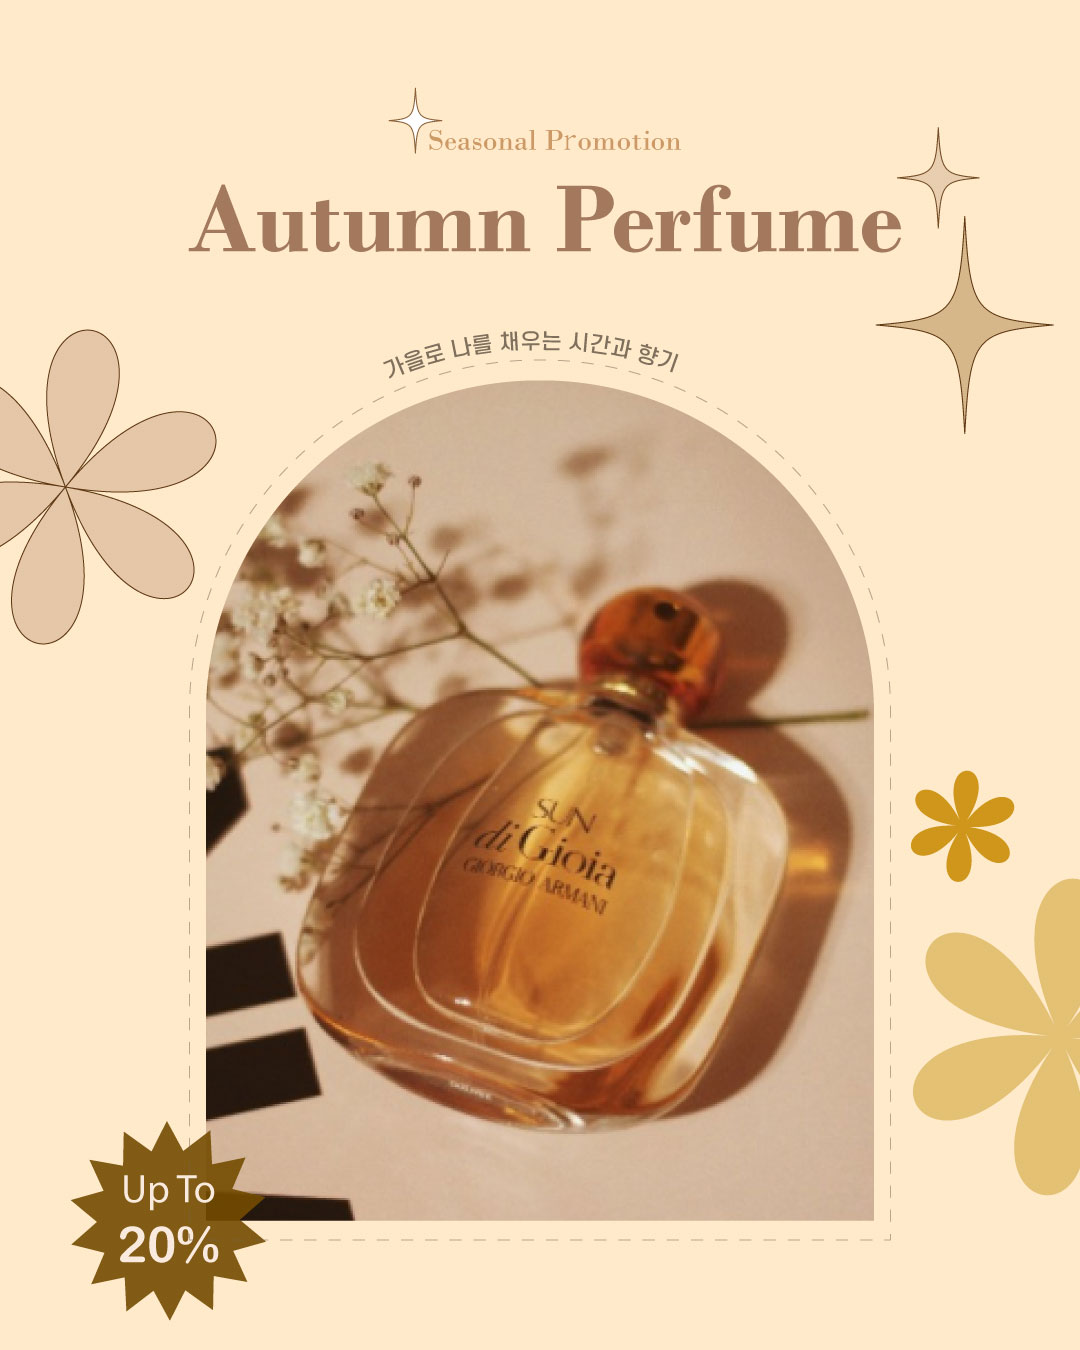 Seasonal Promotion
Autumn Perfume
가을로 나를 채우는 시간과 향기
SUN
di Gioia
GIORGIO ARMANI
Up To
20%